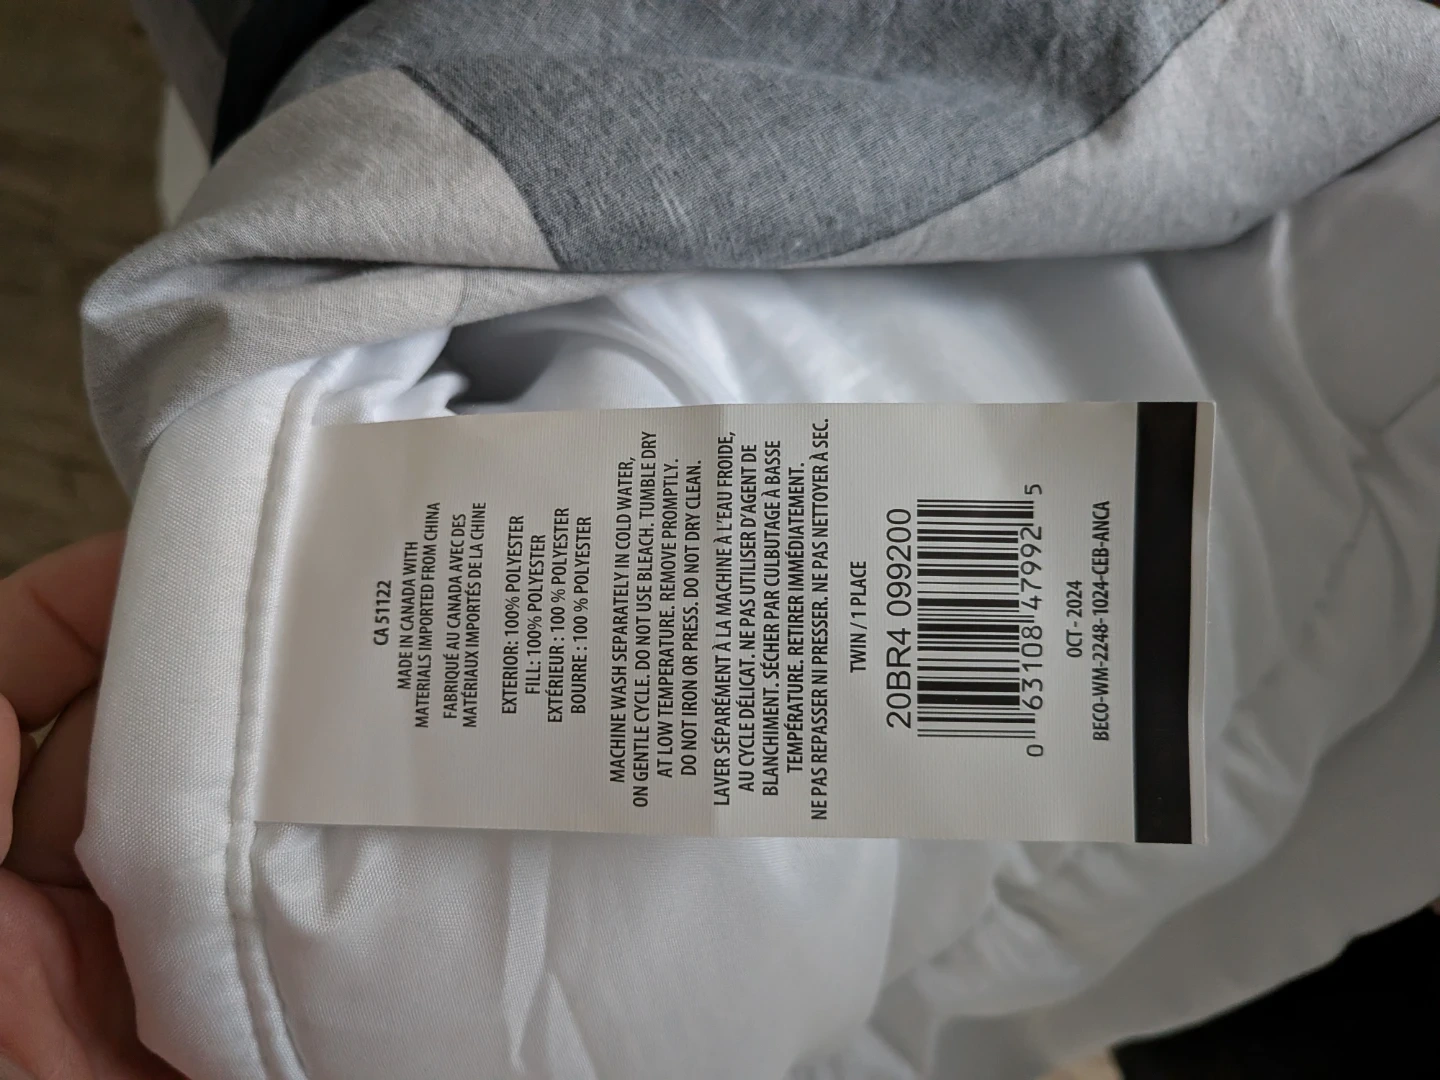 CA 51122
MADE IN CANADA WITH
MATERIALS IMPORTED FROM CHINA
FABRIQUÉ AU CANADA AVEC DES
MATÉRIAUX IMPORTÉS DE LA CHINE
EXTERIOR: 100% POLYESTER
FILL: 100% POLYESTER
EXTÉRIEUR : 100 % POLYESTER
BOURRE : 100 % POLYESTER
MACHINE WASH SEPARATELY IN COLD WATER,
ON GENTLE CYCLE. DO NOT USE BLEACH. TUMBLE DRY
AT LOW TEMPERATURE. REMOVE PROMPTLY.
DO NOT IRON OR PRESS. DO NOT DRY CLEAN.
LAVER SÉPARÉMENT À LA MACHINE À L'EAU FROIDE,
AU CYCLE DÉLICAT. NE PAS UTILISER D'AGENT DE
BLANCHIMENT. SÉCHER PAR CULBUTAGE À BASSE
TEMPÉRATURE. RETIRER IMMÉDIATEMENT.
NE PAS REPASSER NI PRESSER. NE PAS NETTOYER À SEC.
TWIN / 1 PLACE
20BR4 099200
0 63108 47992 5
OCT - 2024
BECO-WM-2248-1024-CEB-ANCA